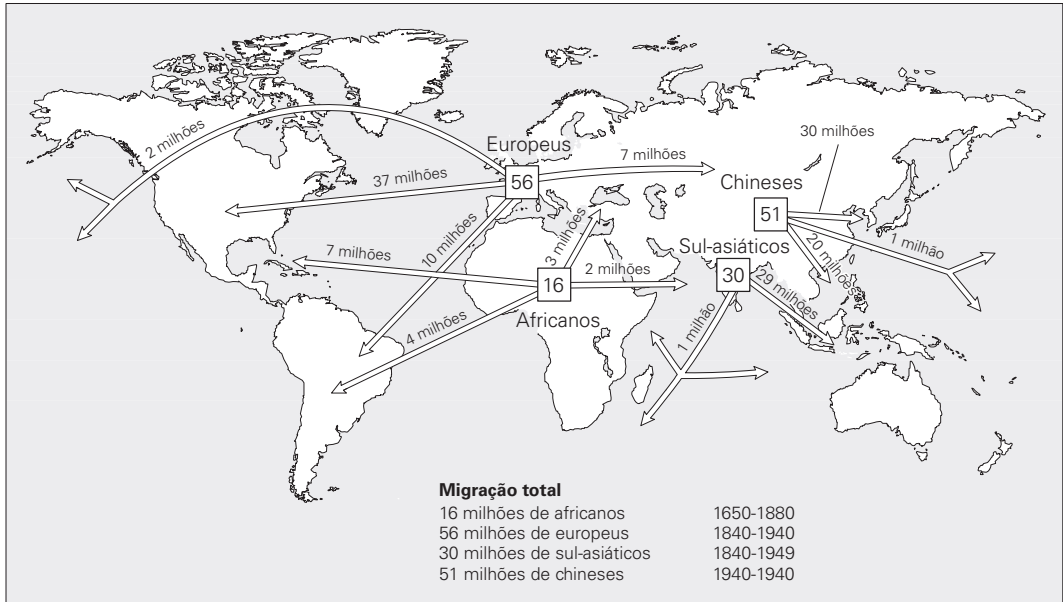 2 milhões
Europeus
56
37 milhões
7 milhões
30 milhões
Chineses
51
10 milhões
3 milhões
7 milhões
16
2 milhões
Africanos
4 milhões
Sul-asiáticos
30
29 milhões
20 milhões
1 milhão
1 milhão
Migração total
16 milhões de africanos 1650-1880
56 milhões de europeus 1840-1940
30 milhões de sul-asiáticos 1840-1949
51 milhões de chineses 1940-1940